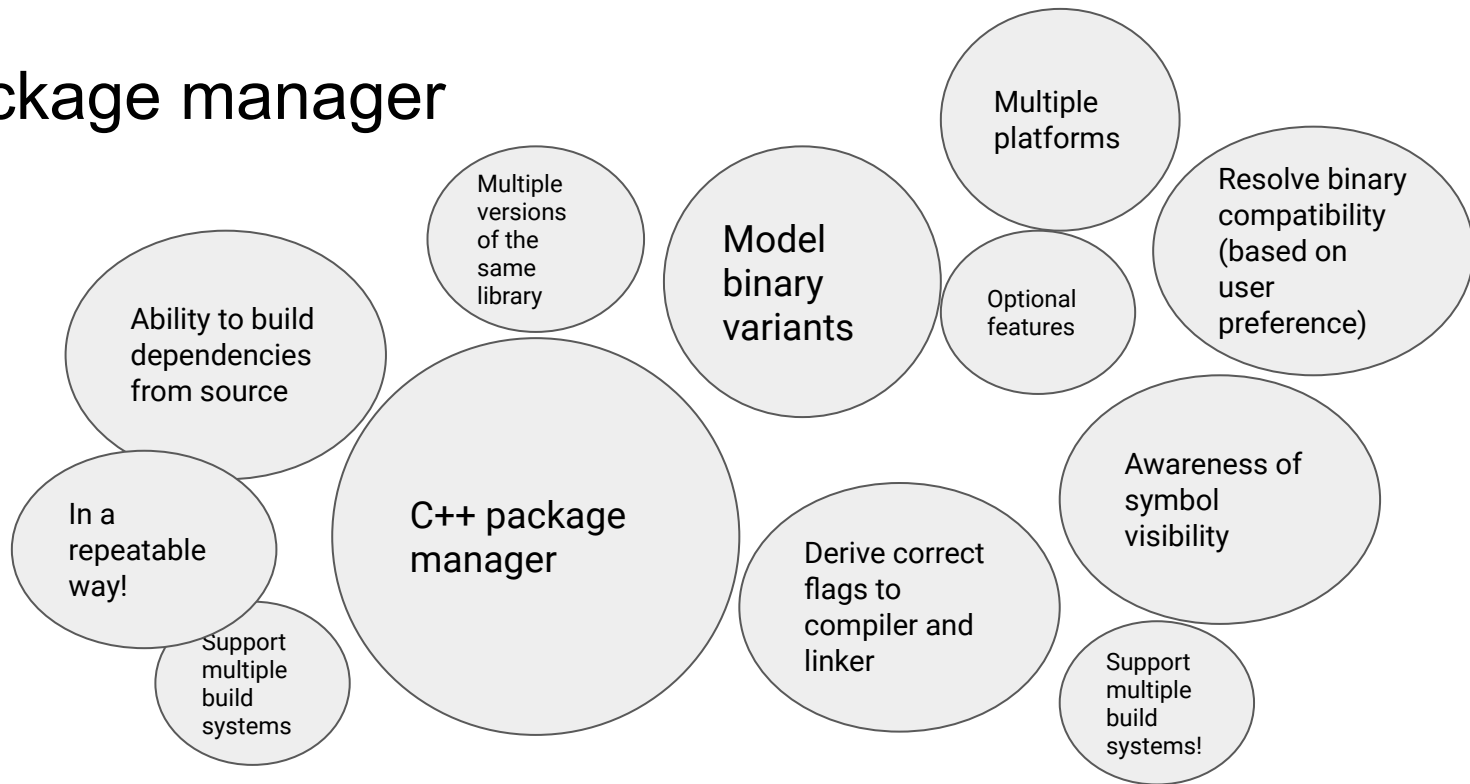 ckage manager
Multiple
platforms
Multiple
versions
of the
same
library
Model
binary
variants
Resolve binary
compatibility
(based on
user
preference)
Optional
features
Ability to build
dependencies
from source
In a
repeatable
way!
C++ package
manager
Awareness of
symbol
visibility
Derive correct
flags to
compiler and
linker
Support
multiple
build
systems
Support
multiple
build
systems!